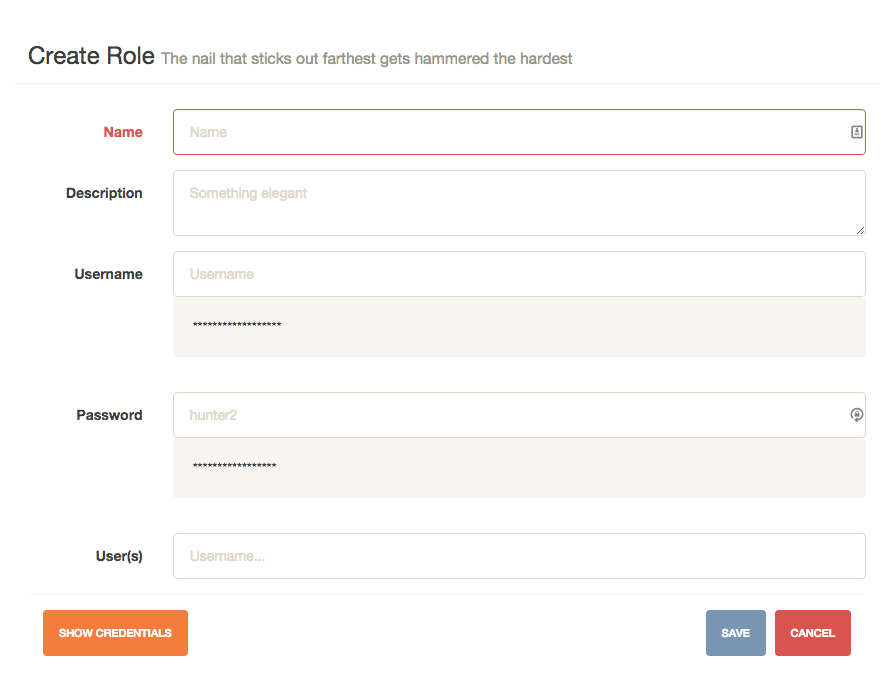 Create Role The nail that sticks out farthest gets hammered the hardest
Name Name
Description Something elegant
Username Username
******************
Password hunter2
*****************
User(s) Username...
SHOW CREDENTIALS SAVE CANCEL